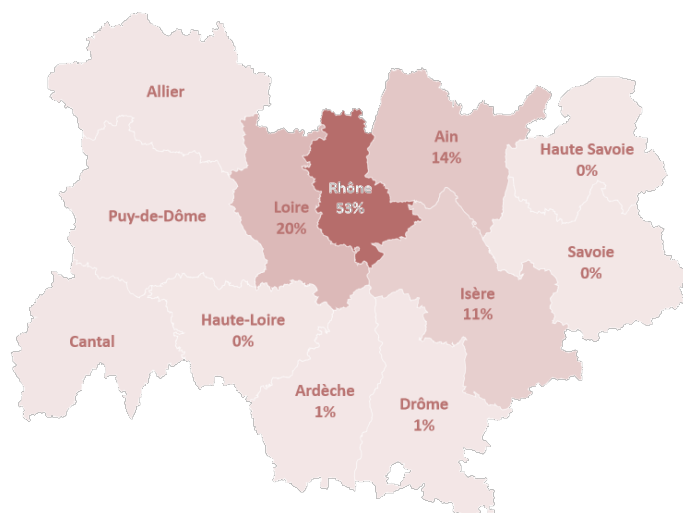 Allier
Ain
14%
Haute Savoie
0%
Rhône
53%
Puy-de-Dôme
Loire
20%
Savoie
0%
Isère
11%
Haute-Loire
0%
Cantal
Ardèche
1%
Drôme
1%